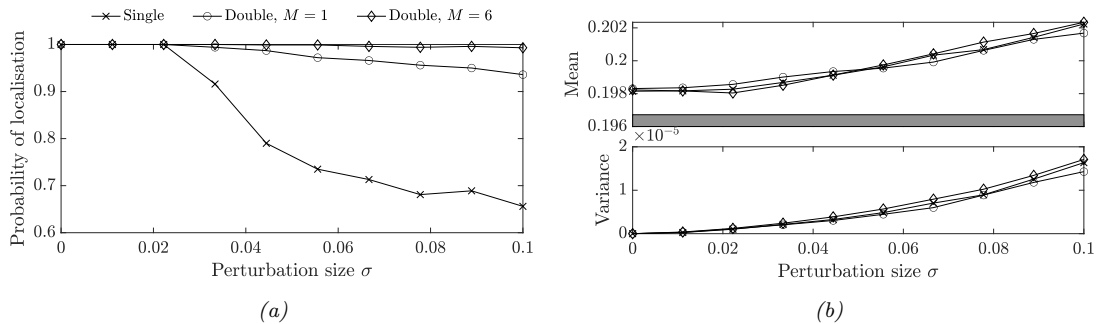 Single Double, M = 1 Double, M = 6
Probability of localisation
1
0.9
0.8
0.7
0.6
0 0.02 0.04 0.06 0.08 0.1
Perturbation size σ
(a)
Mean
0.202
0.2
0.198
0.196
×10⁻⁵
Variance
2
1
0
0 0.02 0.04 0.06 0.08 0.1
Perturbation size σ
(b)